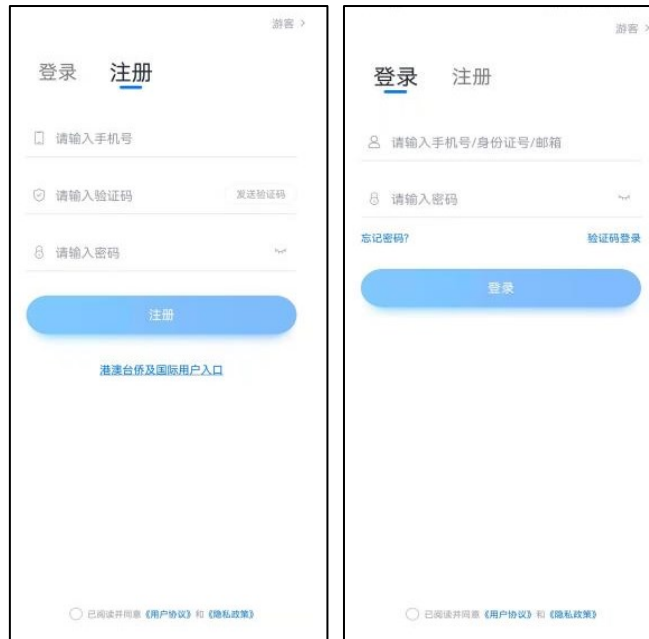 游客 >
登录 注册
请输入手机号
请输入验证码 发送验证码
请输入密码
注册
港澳台侨及国际用户入口
已阅读并同意《用户协议》和《隐私政策》
游客 >
登录 注册
请输入手机号/身份证号/邮箱
请输入密码
忘记密码? 验证码登录
登录
已阅读并同意《用户协议》和《隐私政策》